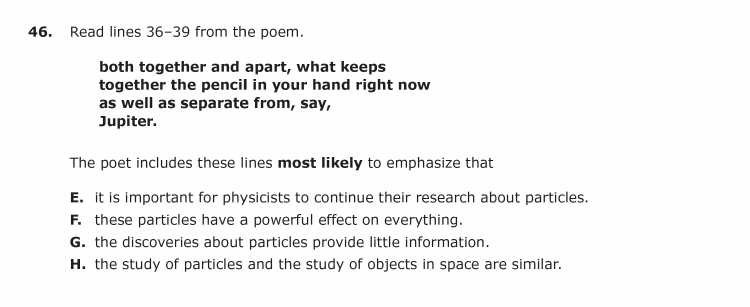 46. Read lines 36–39 from the poem.
both together and apart, what keeps
together the pencil in your hand right now
as well as separate from, say,
Jupiter.
The poet includes these lines most likely to emphasize that
E. it is important for physicists to continue their research about particles.
F. these particles have a powerful effect on everything.
G. the discoveries about particles provide little information.
H. the study of particles and the study of objects in space are similar.